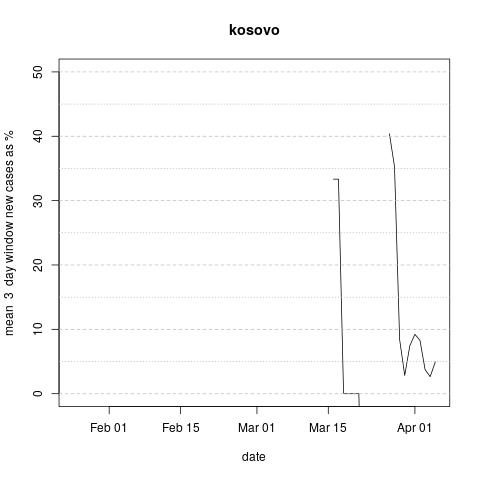 kosovo
mean  3  day window new cases as %
50
40
30
20
10
0
Feb 01
Feb 15
Mar 01
Mar 15
Apr 01
date